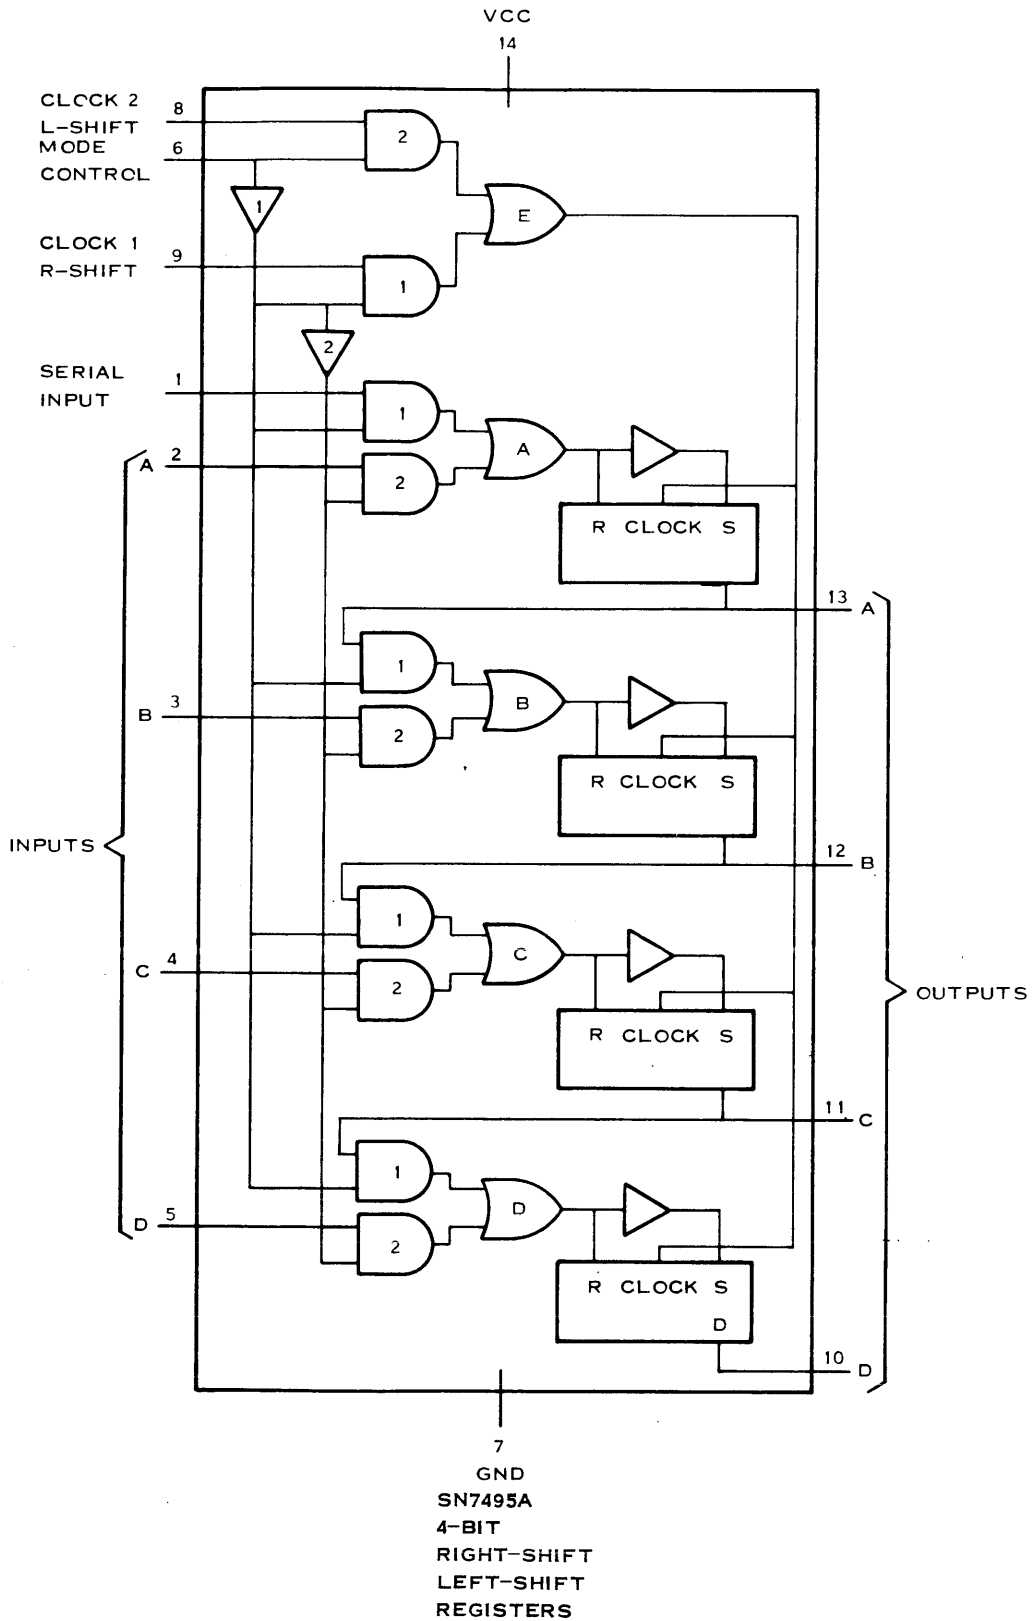 VCC
14
CLOCK 2
8
L-SHIFT
2
MODE
6
CONTROL
1
E
CLOCK 1
9
R-SHIFT
1
2
SERIAL
1
INPUT
1
A
A 2
2
R CLOCK S
13 A
1
B
B 3
2
R CLOCK S
INPUTS
12 B
1
C
C 4
2
OUTPUTS
R CLOCK S
11 C
1
D
D 5
2
R CLOCK S
D
10 D
7
GND
SN7495A
4-BIT
RIGHT-SHIFT
LEFT-SHIFT
REGISTERS